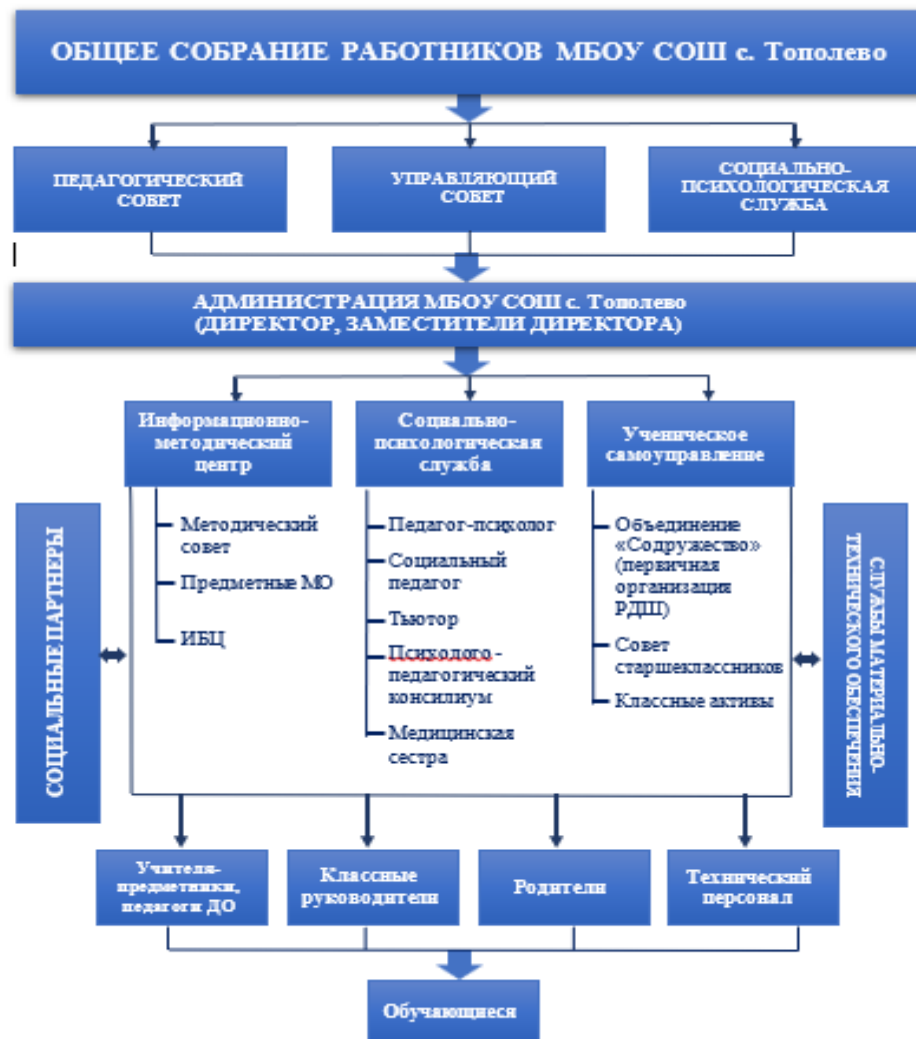 ОБЩЕЕ СОБРАНИЕ РАБОТНИКОВ МБОУ СОШ с. Тополево
ПЕДАГОГИЧЕСКИЙ
СОВЕТ
УПРАВЛЯЮЩИЙ
СОВЕТ
СОЦИАЛЬНО-
ПСИХОЛОГИЧЕСКАЯ
СЛУЖБА
АДМИНИСТРАЦИЯ МБОУ СОШ с. Тополево
(ДИРЕКТОР, ЗАМЕСТИТЕЛИ ДИРЕКТОРА)
Информационно-
методический
центр
Социально-
психологическая
служба
Ученическое
самоуправление
СОЦИАЛЬНЫЕ ПАРТНЕРЫ
Методический
совет
Предметные МО
ИБЦ
Педагог-психолог
Социальный
педагог
Тьютор
Психолого-
педагогический
консилиум
Медицинская
сестра
Объединение
«Содружество»
(первичная
организация
РДШ)
Совет
старшеклассников
Классные активы
СЛУЖБЫ МАТЕРИАЛЬНО-
ТЕХНИЧЕСКОГО ОБЕСПЕЧЕНИЯ
Учителя-
предметники,
педагоги ДО
Классные
руководители
Родители
Технический
персонал
Обучающиеся